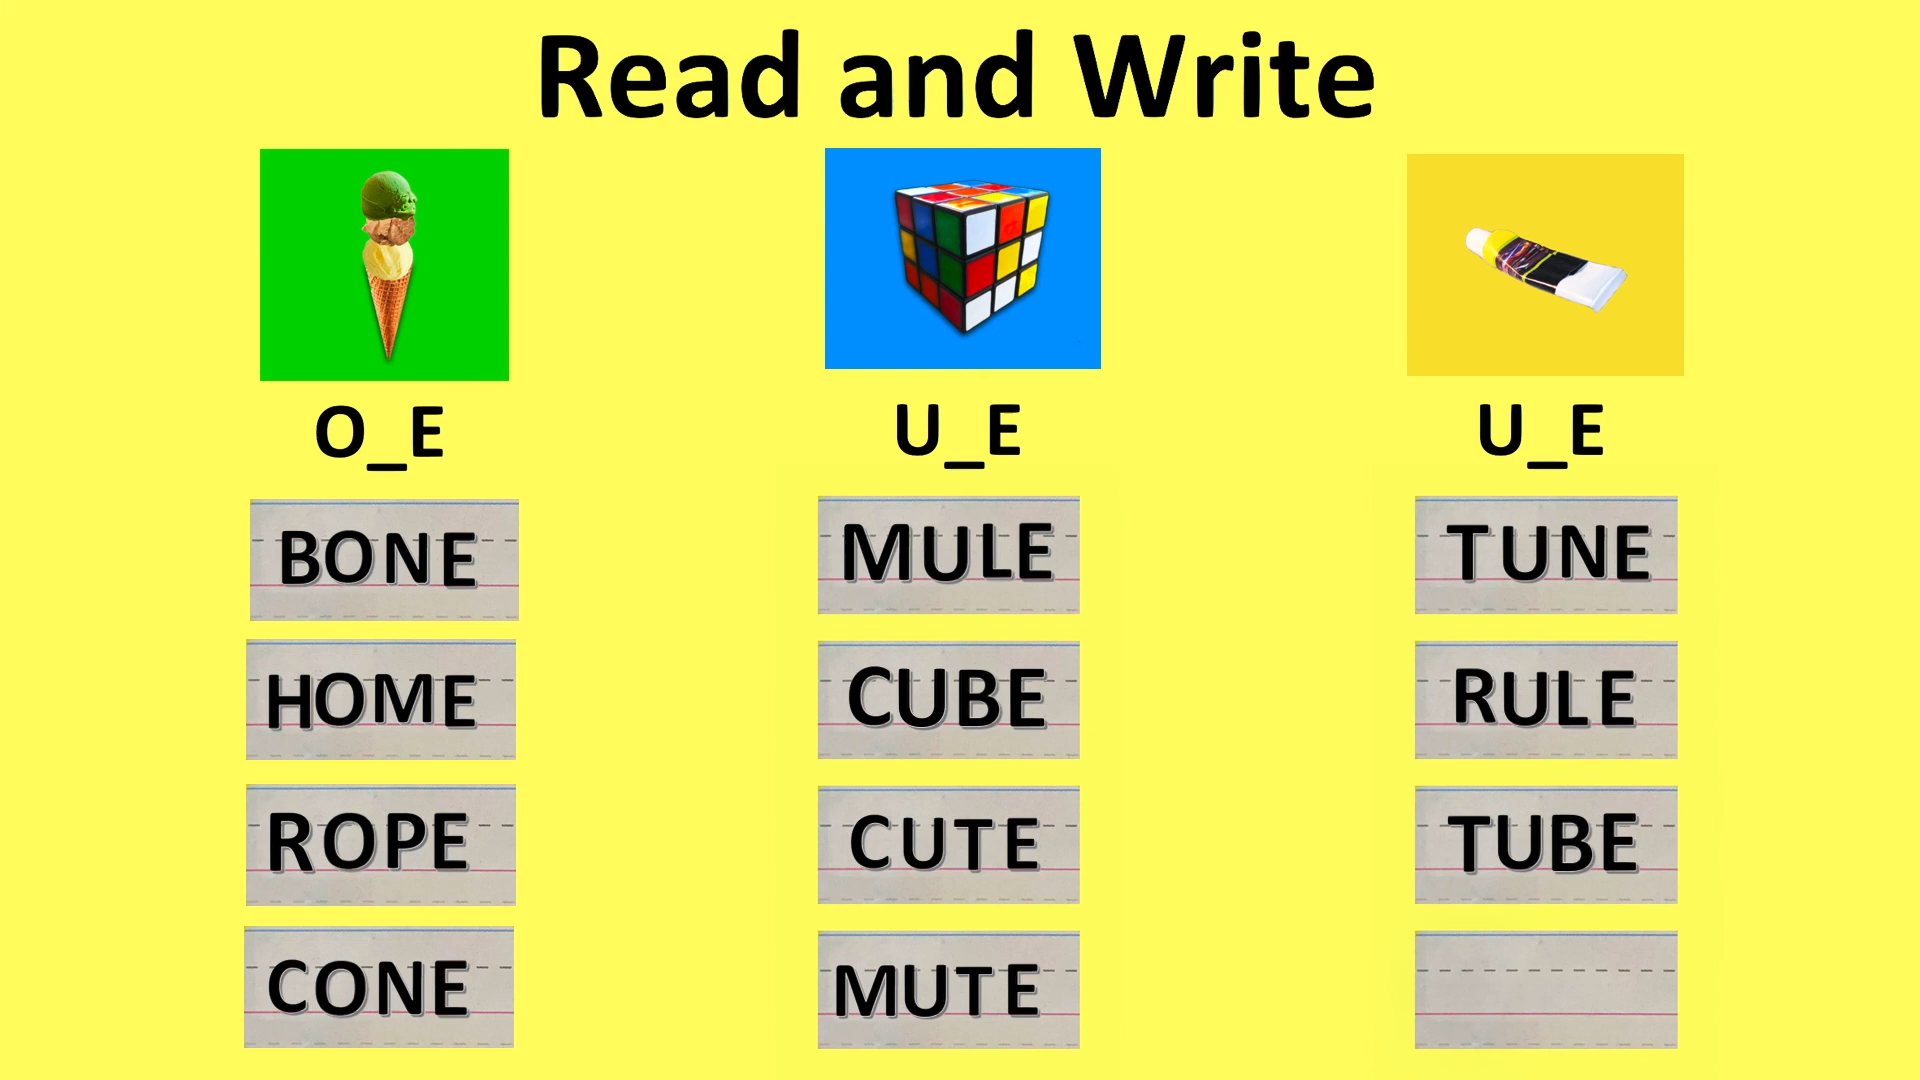 Read and Write
O_E
U_E
U_E
BONE
MULE
TUNE
HOME
CUBE
RULE
ROPE
CUTE
TUBE
CONE
MUTE